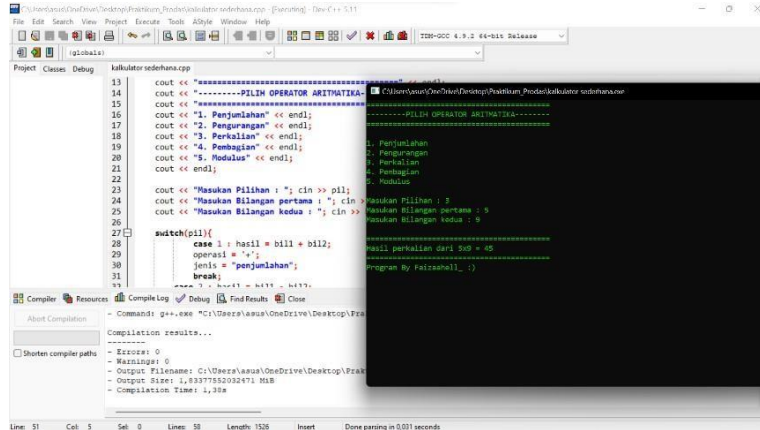 C:\Users\asus\OneDrive\Desktop\Praktikum_Prodas\kalkulator sederhana.cpp - [Executing] - Dev-C++ 5.11
File Edit Search View Project Execute Tools AStyle Window Help
TDM-GCC 4.9.2 64-bit Release
(globals)
Project Classes Debug
kalkulator sederhana.cpp
13 cout << "========================================" << endl;
14 cout << "---------PILIH OPERATOR ARITMATIKA-
15 cout << "=====================================
16 cout << "1. Penjumlahan" << endl;
17 cout << "2. Pengurangan" << endl;
18 cout << "3. Perkalian" << endl;
19 cout << "4. Pembagian" << endl;
20 cout << "5. Modulus" << endl;
21 cout << endl;
22
23 cout << "Masukan Pilihan : "; cin >> pil;
24 cout << "Masukan Bilangan pertama : "; cin >
25 cout << "Masukan Bilangan kedua : "; cin >>
26
27 switch(pil){
28 case 1 : hasil = bil1 + bil2;
29 operasi = '+';
30 jenis = "penjumlahan";
31 break;
32 case 2 : hasil = bil1 - bil2;
C:\Users\asus\OneDrive\Desktop\Praktikum_Prodas\kalkulator sederhana.exe
========================================
---------PILIH OPERATOR ARITMATIKA--------
========================================
1. Penjumlahan
2. Pengurangan
3. Perkalian
4. Pembagian
5. Modulus
Masukan Pilihan : 3
Masukan Bilangan pertama : 5
Masukan Bilangan kedua : 9
========================================
Hasil perkalian dari 5x9 = 45
========================================
Program By Faizaahell_ :)
Compiler Resources Compile Log Debug Find Results Close
Abort Compilation
Shorten compiler paths
- Command: g++.exe "C:\Users\asus\OneDrive\Desktop\Pra
Compilation results...
--------
- Errors: 0
- Warnings: 0
- Output Filename: C:\Users\asus\OneDrive\Desktop\Prak
- Output Size: 1,83377552032471 MiB
- Compilation Time: 1,38s
Line: 51 Col: 5 Sel: 0 Lines: 58 Length: 1526 Insert Done parsing in 0,031 seconds